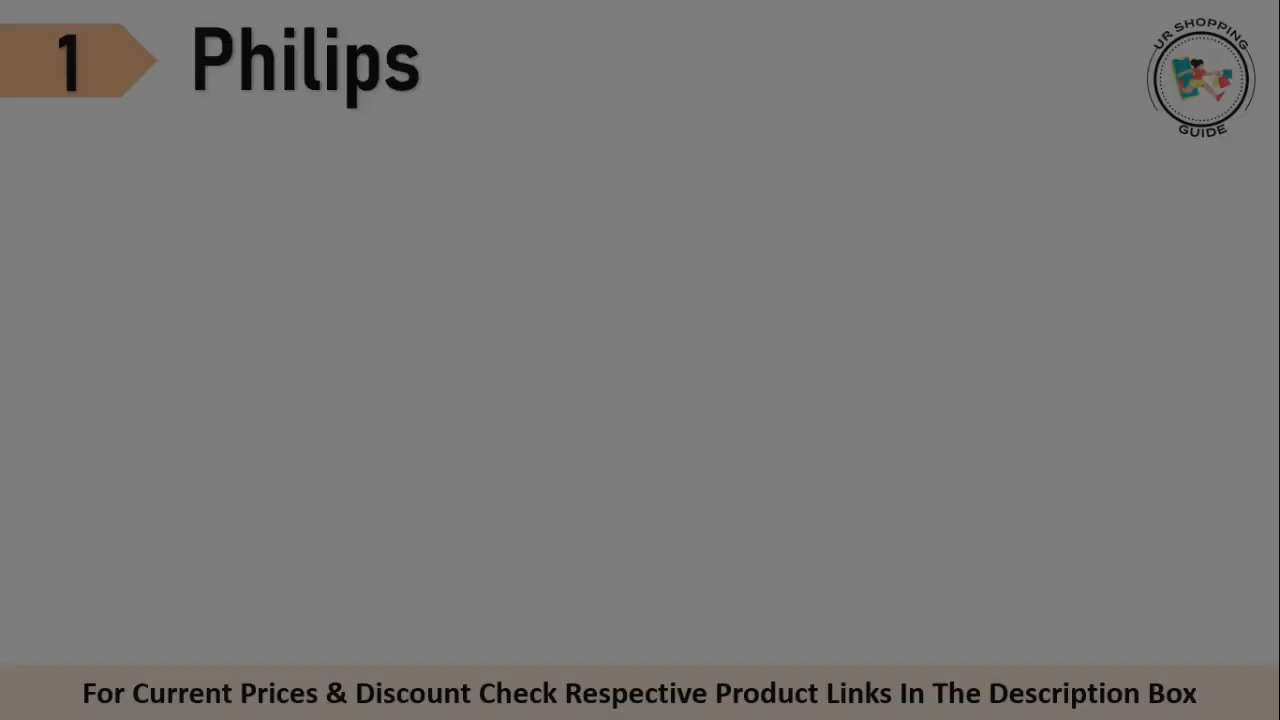 1
Philips
UR SHOPPING
GUIDE
For Current Prices & Discount Check Respective Product Links In The Description Box